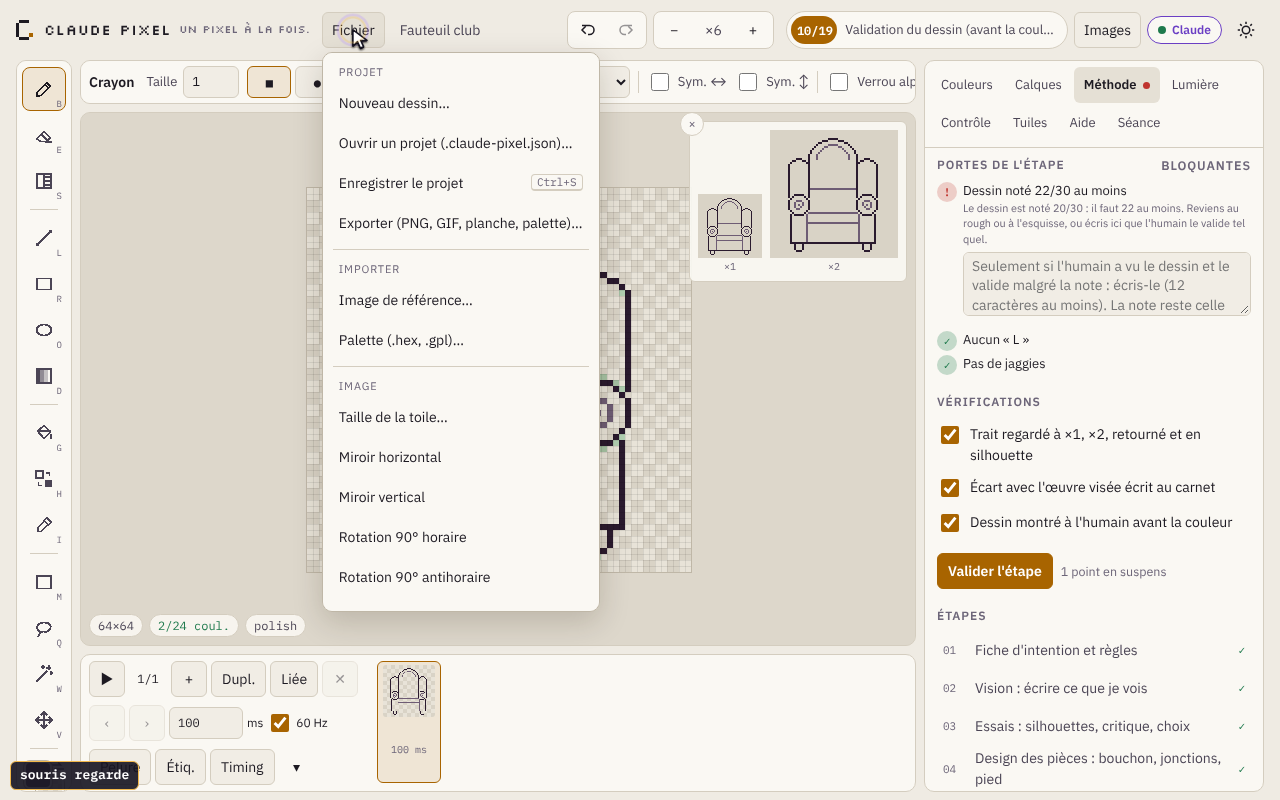 CLAUDE PIXEL UN PIXEL À LA FOIS.
Fichier
Fauteuil club
− ×6 +
10/19 Validation du dessin (avant la coul…
Images
Claude
Crayon Taille 1
Sym. ↔
Sym. ↕
Verrou alp
PROJET
Nouveau dessin…
Ouvrir un projet (.claude-pixel.json)…
Enregistrer le projet Ctrl+S
Exporter (PNG, GIF, planche, palette)…
IMPORTER
Image de référence…
Palette (.hex, .gpl)…
IMAGE
Taille de la toile…
Miroir horizontal
Miroir vertical
Rotation 90° horaire
Rotation 90° antihoraire
B
E
S
L
R
O
D
G
H
I
M
Q
W
V
×
×1
×2
64×64
2/24 coul.
polish
1/1
+
Dupl.
Liée
×
‹
›
100 ms
60 Hz
Étiq.
Timing
▼
100 ms
souris regarde
Couleurs
Calques
Méthode
Lumière
Contrôle
Tuiles
Aide
Séance
PORTES DE L'ÉTAPE BLOQUANTES
! Dessin noté 22/30 au moins
Le dessin est noté 20/30 : il faut 22 au moins. Reviens au
rough ou à l'esquisse, ou écris ici que l'humain le valide tel
quel.
Seulement si l'humain a vu le dessin et le
valide malgré la note : écris-le (12
caractères au moins). La note reste celle
✓ Aucun « L »
✓ Pas de jaggies
VÉRIFICATIONS
Trait regardé à ×1, ×2, retourné et en
silhouette
Écart avec l'œuvre visée écrit au carnet
Dessin montré à l'humain avant la couleur
Valider l'étape 1 point en suspens
ÉTAPES
01 Fiche d'intention et règles ✓
02 Vision : écrire ce que je vois ✓
03 Essais : silhouettes, critique, choix ✓
04 Design des pièces : bouchon, jonctions,
pied ✓